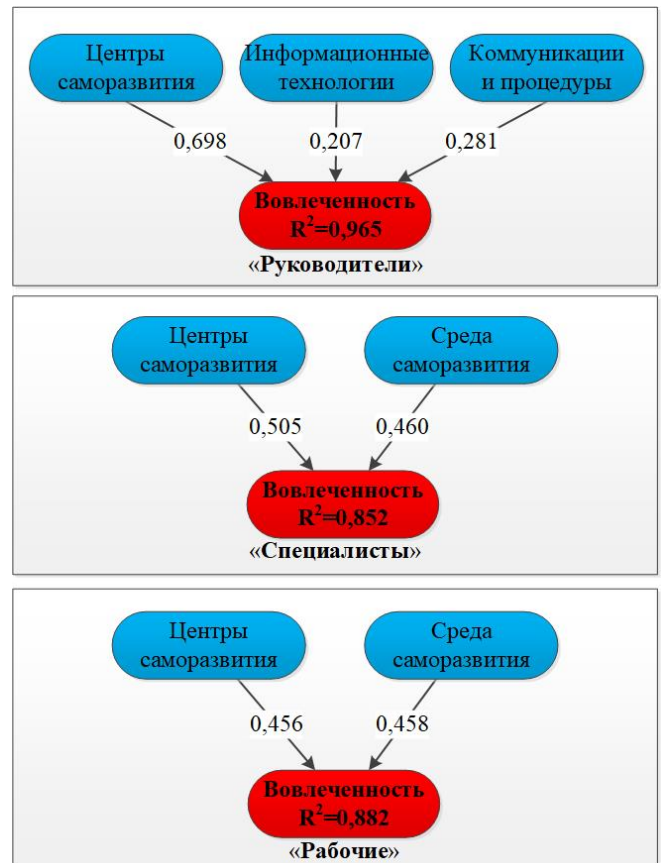 Центры
саморазвития
Информационные
технологии
Коммуникации
и процедуры
0,698
0,207
0,281
Вовлеченность
R²=0,965
«Руководители»
Центры
саморазвития
Среда
саморазвития
0,505
0,460
Вовлеченность
R²=0,852
«Специалисты»
Центры
саморазвития
Среда
саморазвития
0,456
0,458
Вовлеченность
R²=0,882
«Рабочие»